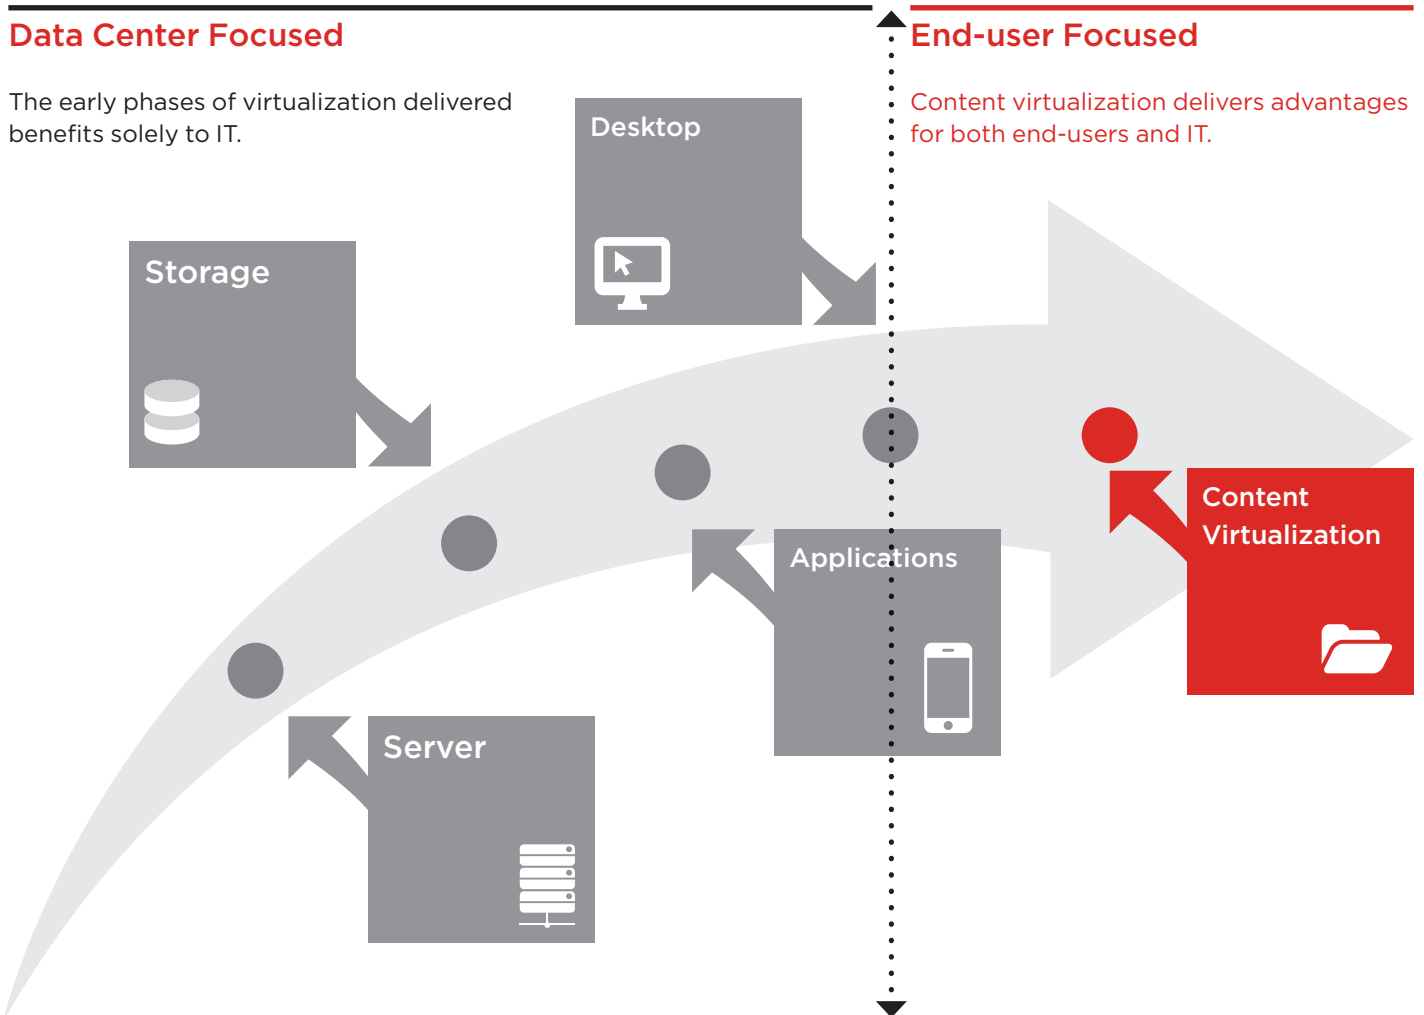 Data Center Focused
The early phases of virtualization delivered
benefits solely to IT.
End-user Focused
Content virtualization delivers advantages
for both end-users and IT.
Desktop
Storage
Content
Virtualization
Applications
Server